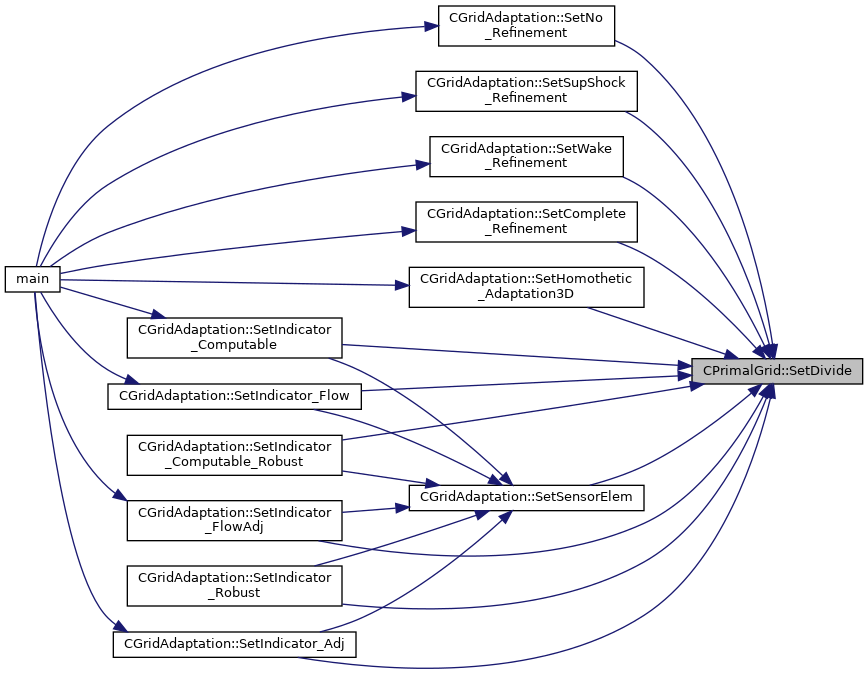 CGridAdaptation::SetNo
_Refinement
CGridAdaptation::SetSupShock
_Refinement
CGridAdaptation::SetWake
_Refinement
CGridAdaptation::SetComplete
_Refinement
main
CGridAdaptation::SetHomothetic
_Adaptation3D
CGridAdaptation::SetIndicator
_Computable
CPrimalGrid::SetDivide
CGridAdaptation::SetIndicator_Flow
CGridAdaptation::SetIndicator
_Computable_Robust
CGridAdaptation::SetSensorElem
CGridAdaptation::SetIndicator
_FlowAdj
CGridAdaptation::SetIndicator
_Robust
CGridAdaptation::SetIndicator_Adj